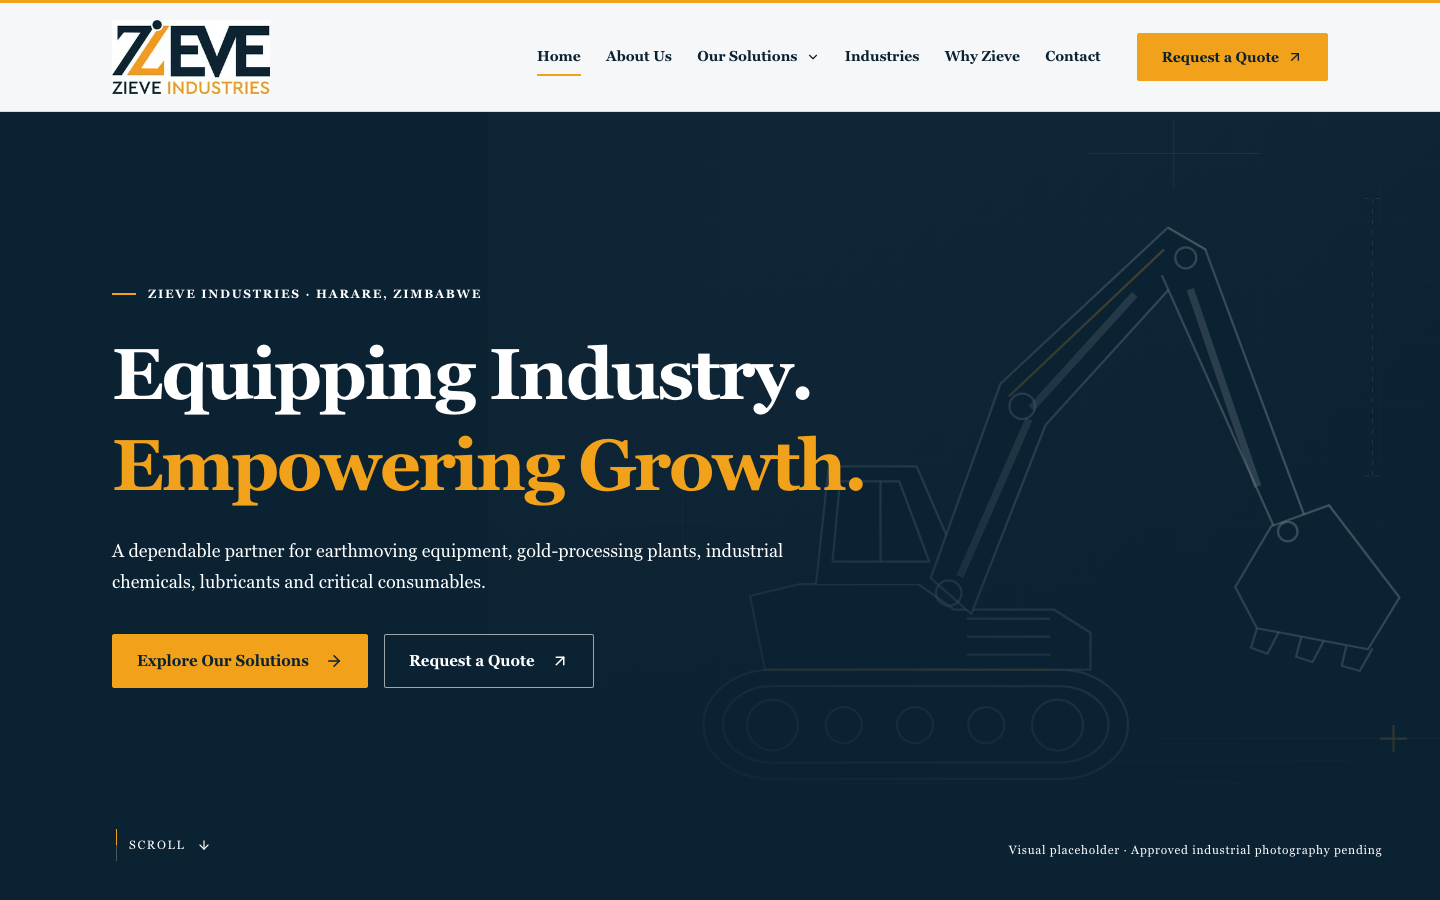 ZIEVE
ZIEVE INDUSTRIES
Home About Us Our Solutions Industries Why Zieve Contact Request a Quote
ZIEVE INDUSTRIES · HARARE, ZIMBABWE
Equipping Industry.
Empowering Growth.
A dependable partner for earthmoving equipment, gold-processing plants, industrial
chemicals, lubricants and critical consumables.
Explore Our Solutions Request a Quote
SCROLL
Visual placeholder · Approved industrial photography pending